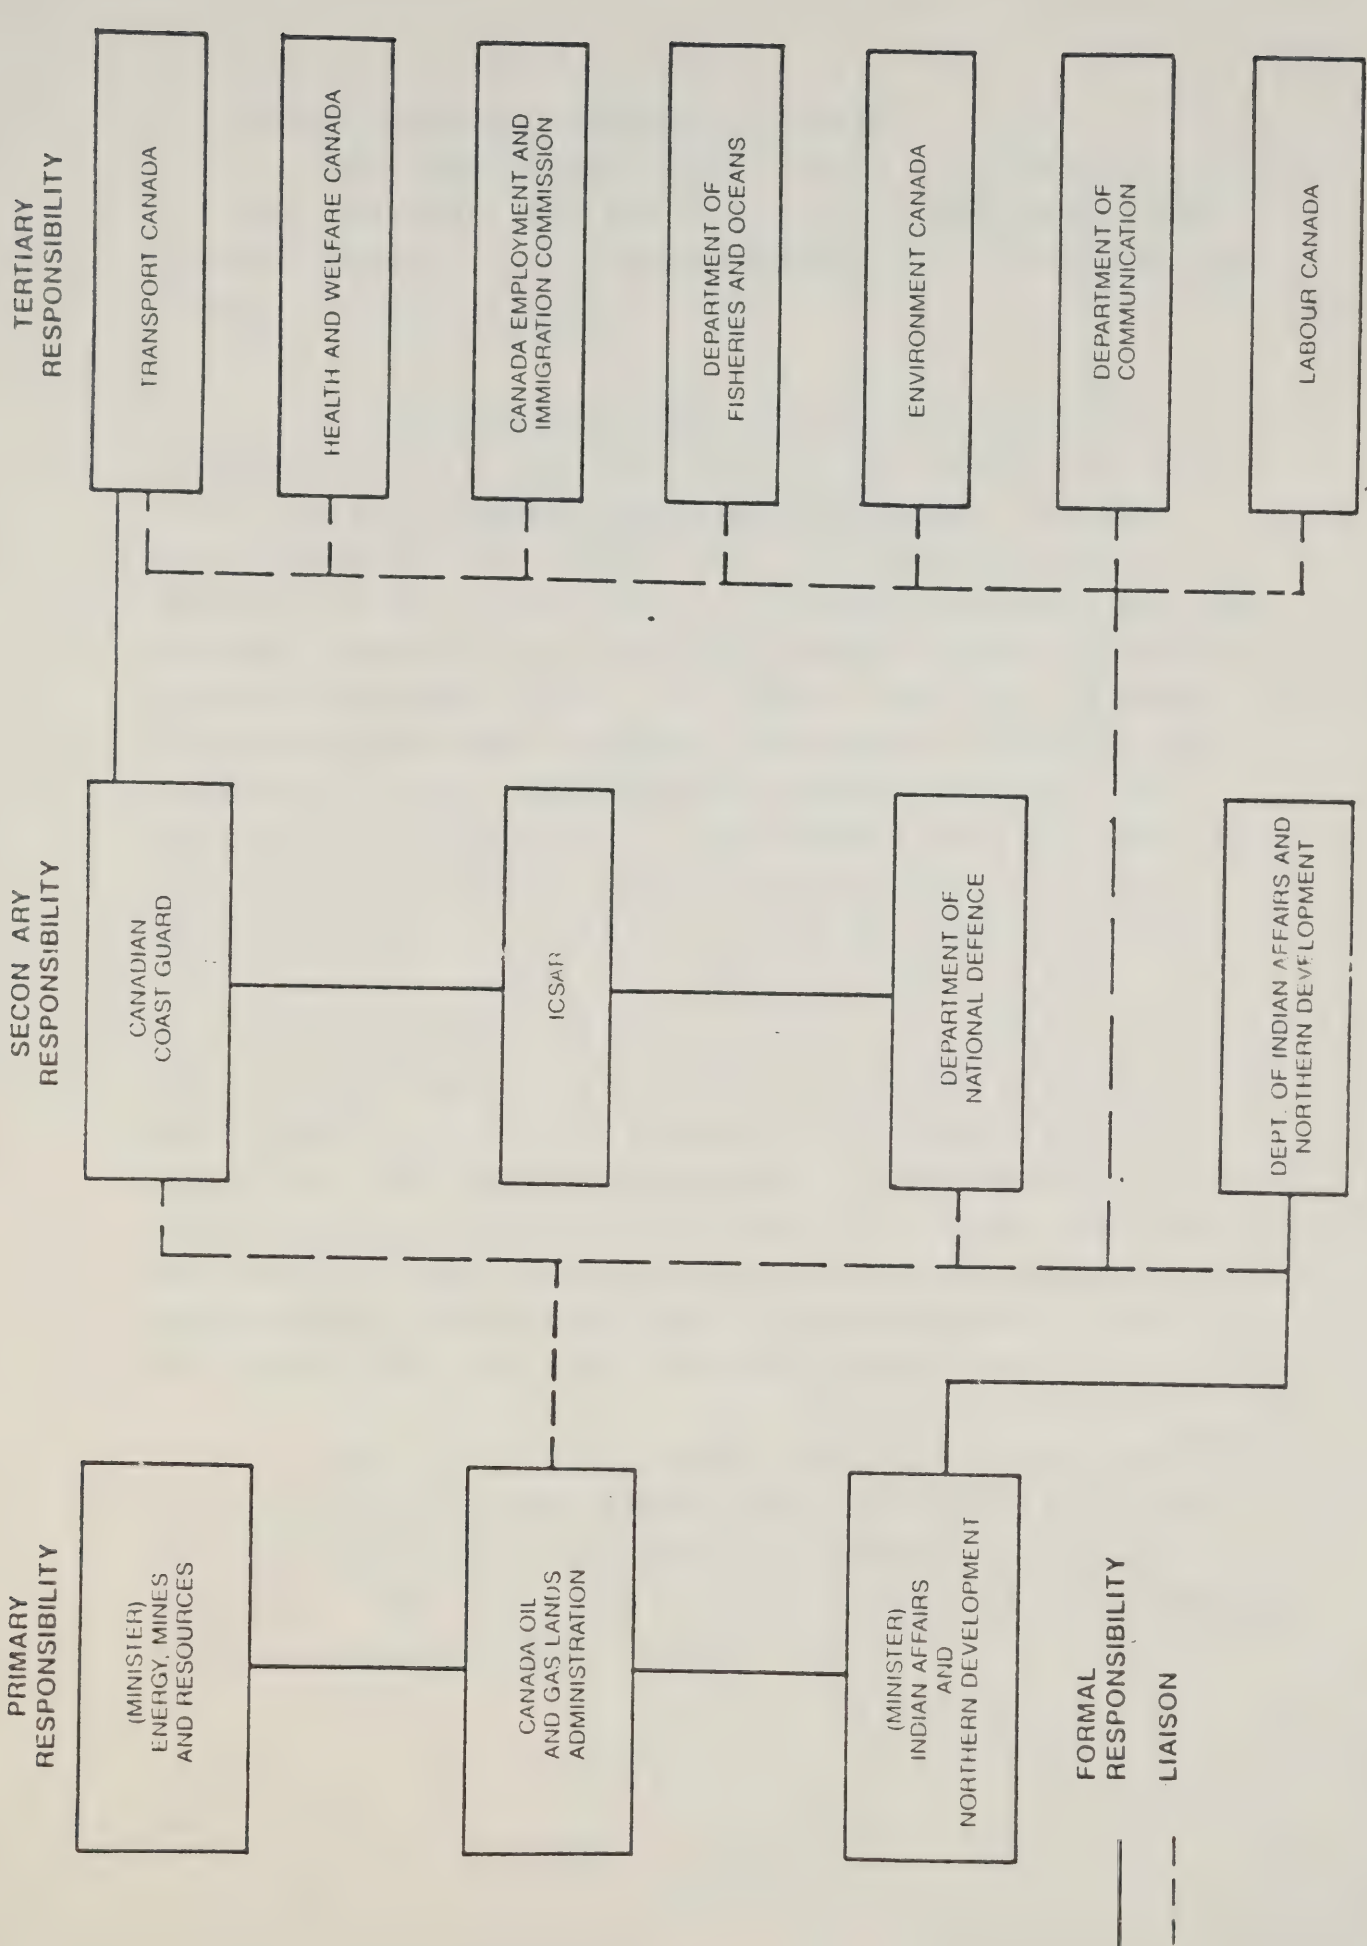 PRIMARY
RESPONSIBILITY
(MINISTER)
ENERGY, MINES
AND RESOURCES
CANADA OIL
AND GAS LANDS
ADMINISTRATION
(MINISTER)
INDIAN AFFAIRS
AND
NORTHERN DEVELOPMENT
FORMAL
RESPONSIBILITY
LIAISON
SECON ARY
RESPONSIBILITY
CANADIAN
COAST GUARD
ICSAR
DEPARTMENT OF
NATIONAL DEFENCE
DEPT. OF INDIAN AFFAIRS AND
NORTHERN DEVELOPMENT
TERTIARY
RESPONSIBILITY
TRANSPORT CANADA
HEALTH AND WELFARE CANADA
CANADA EMPLOYMENT AND
IMMIGRATION COMMISSION
DEPARTMENT OF
FISHERIES AND OCEANS
ENVIRONMENT CANADA
DEPARTMENT OF
COMMUNICATION
LABOUR CANADA